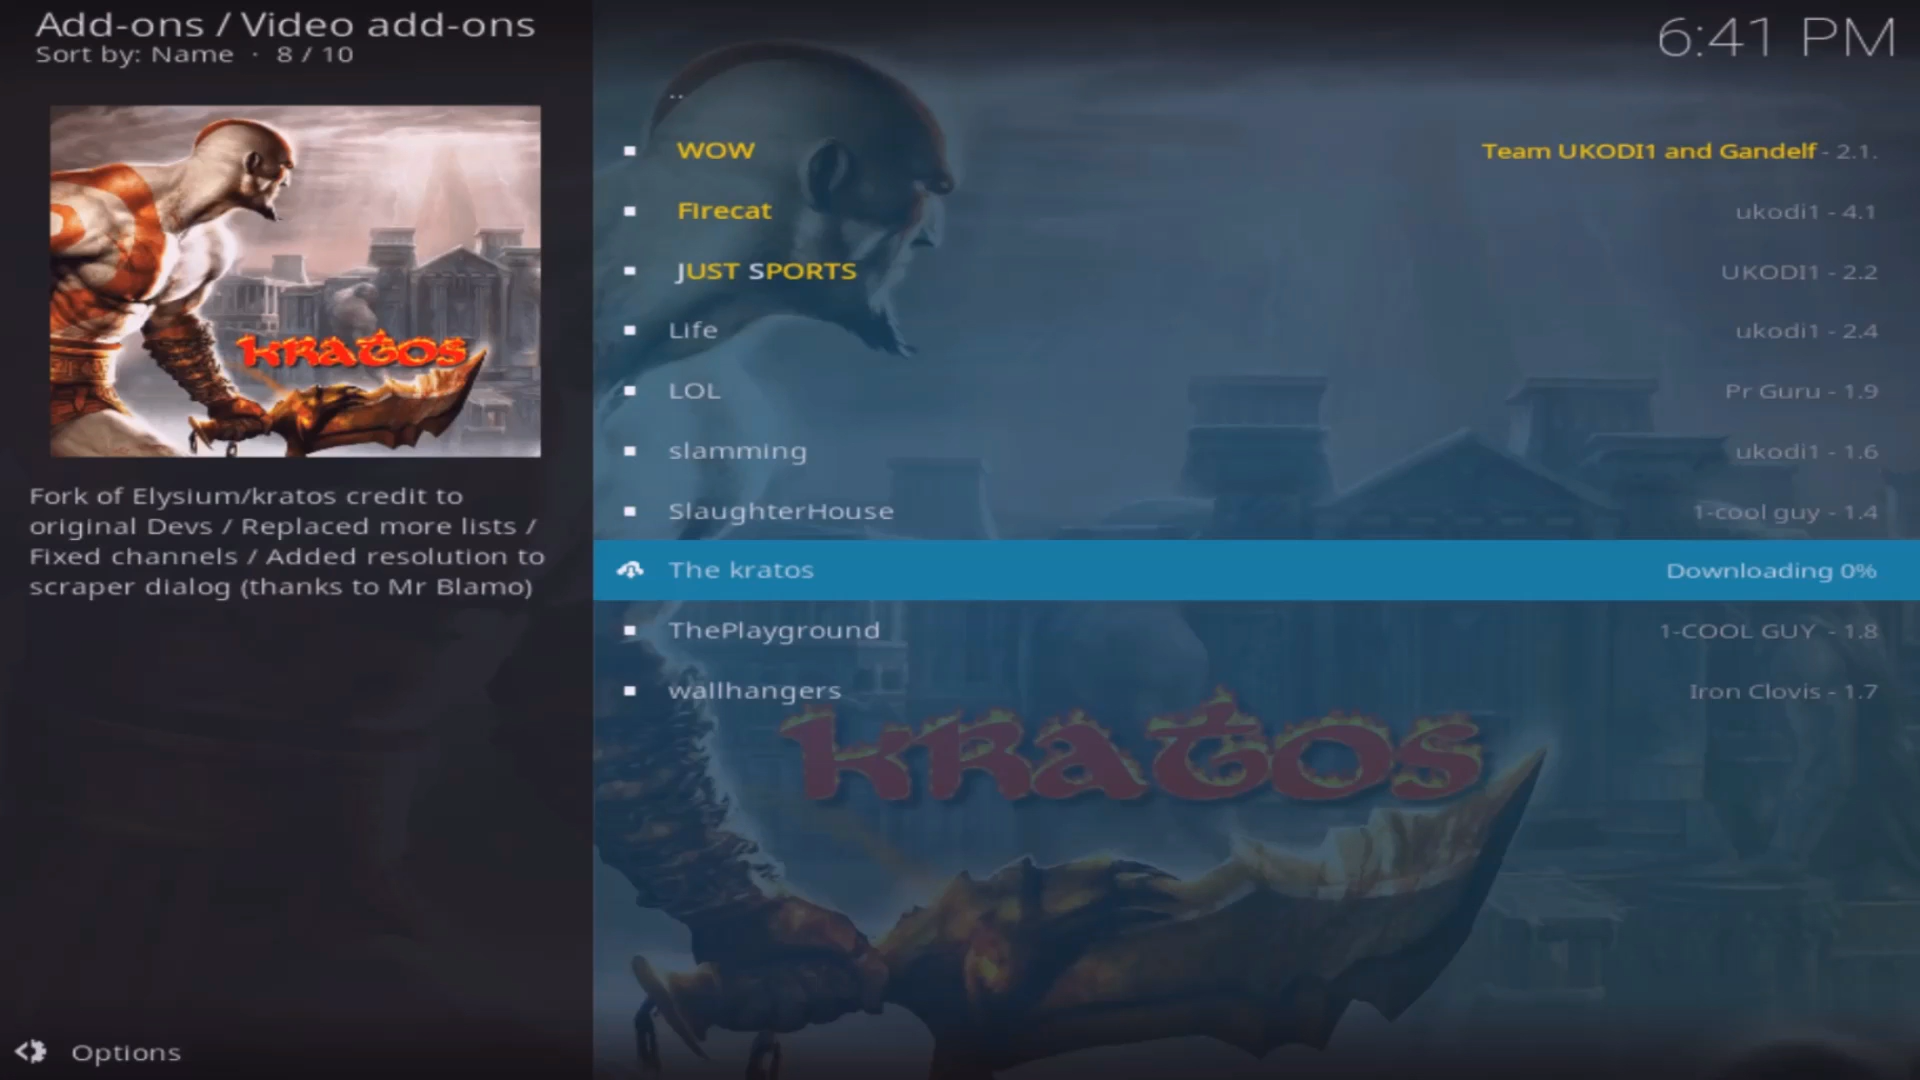 Add-ons / Video add-ons
Sort by: Name · 8 / 10
6:41 PM
KRATOS
Fork of Elysium/kratos credit to
original Devs / Replaced more lists /
Fixed channels / Added resolution to
scraper dialog (thanks to Mr Blamo)
..
WOW Team UKODI1 and Gandelf - 2.1.
Firecat ukodi1 - 4.1
JUST SPORTS UKODI1 - 2.2
Life ukodi1 - 2.4
LOL Pr Guru - 1.9
slamming ukodi1 - 1.6
SlaughterHouse 1-cool guy - 1.4
The kratos Downloading 0%
ThePlayground 1-COOL GUY - 1.8
wallhangers Iron Clovis - 1.7
KRATOS
Options